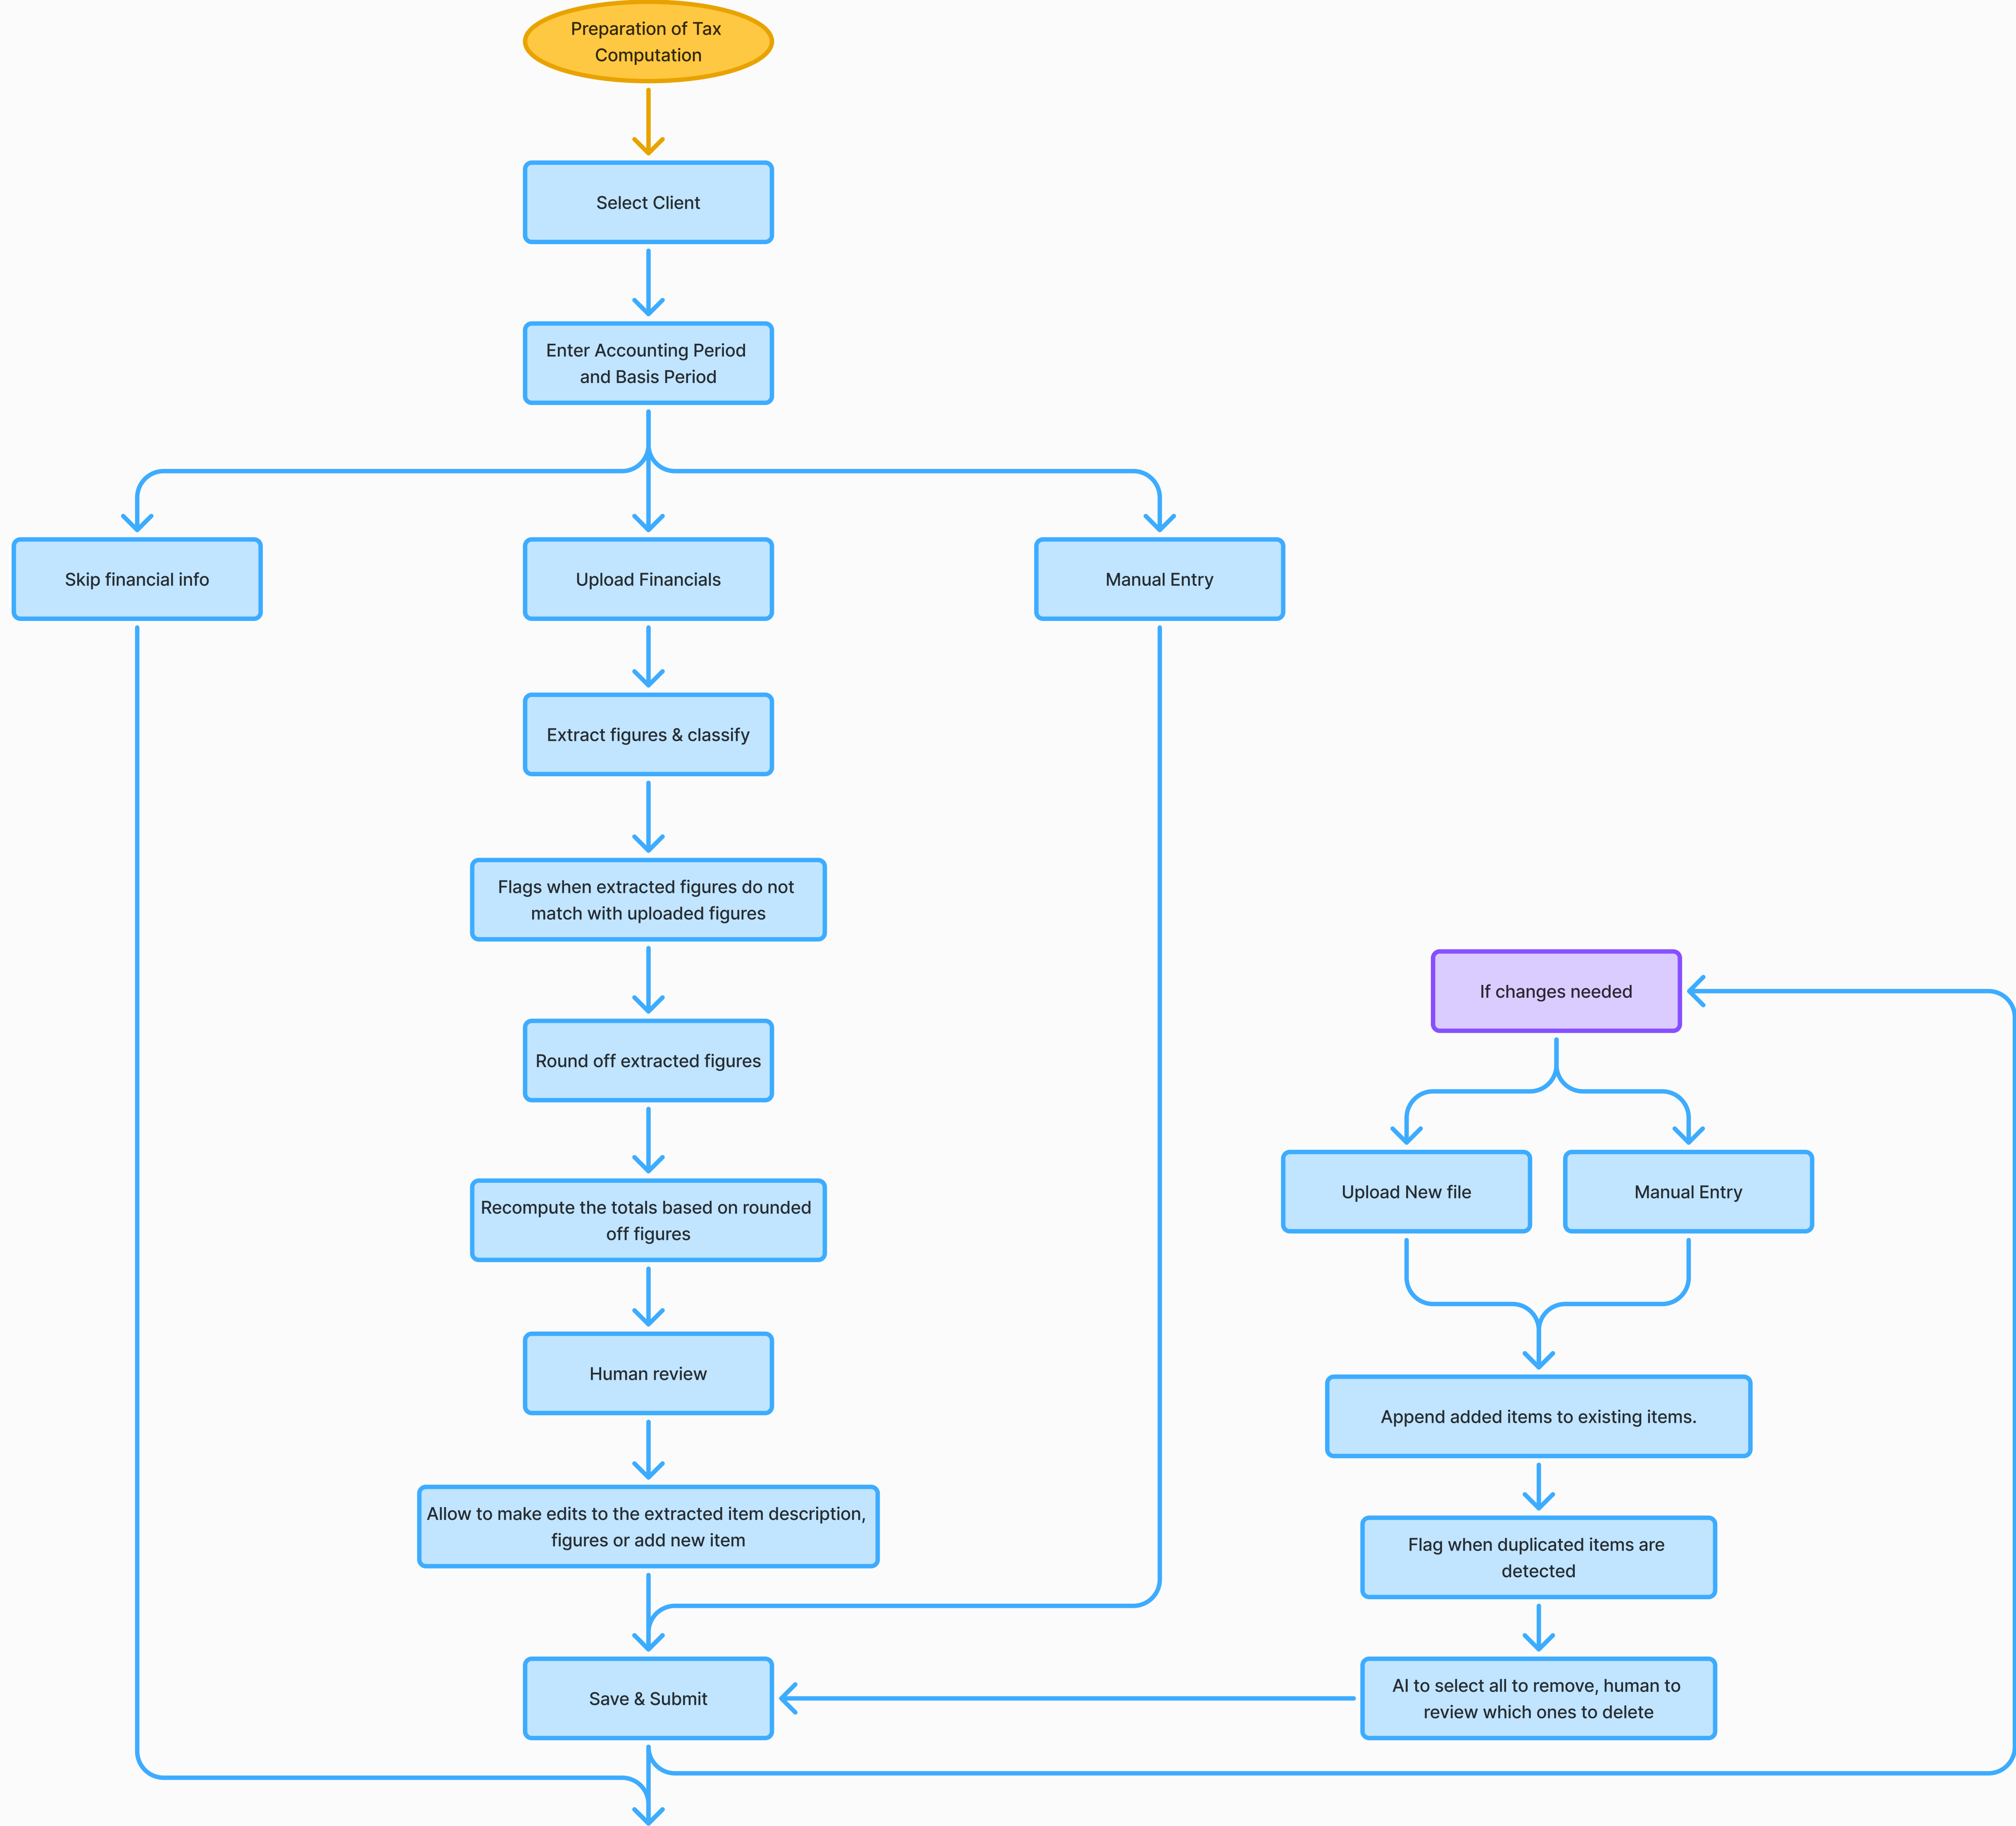 Preparation of Tax
Computation
Select Client
Enter Accounting Period
and Basis Period
Skip financial info
Upload Financials
Manual Entry
Extract figures & classify
Flags when extracted figures do not
match with uploaded figures
If changes needed
Round off extracted figures
Upload New file
Manual Entry
Recompute the totals based on rounded
off figures
Human review
Append added items to existing items.
Allow to make edits to the extracted item description,
figures or add new item
Flag when duplicated items are
detected
Save & Submit
AI to select all to remove, human to
review which ones to delete